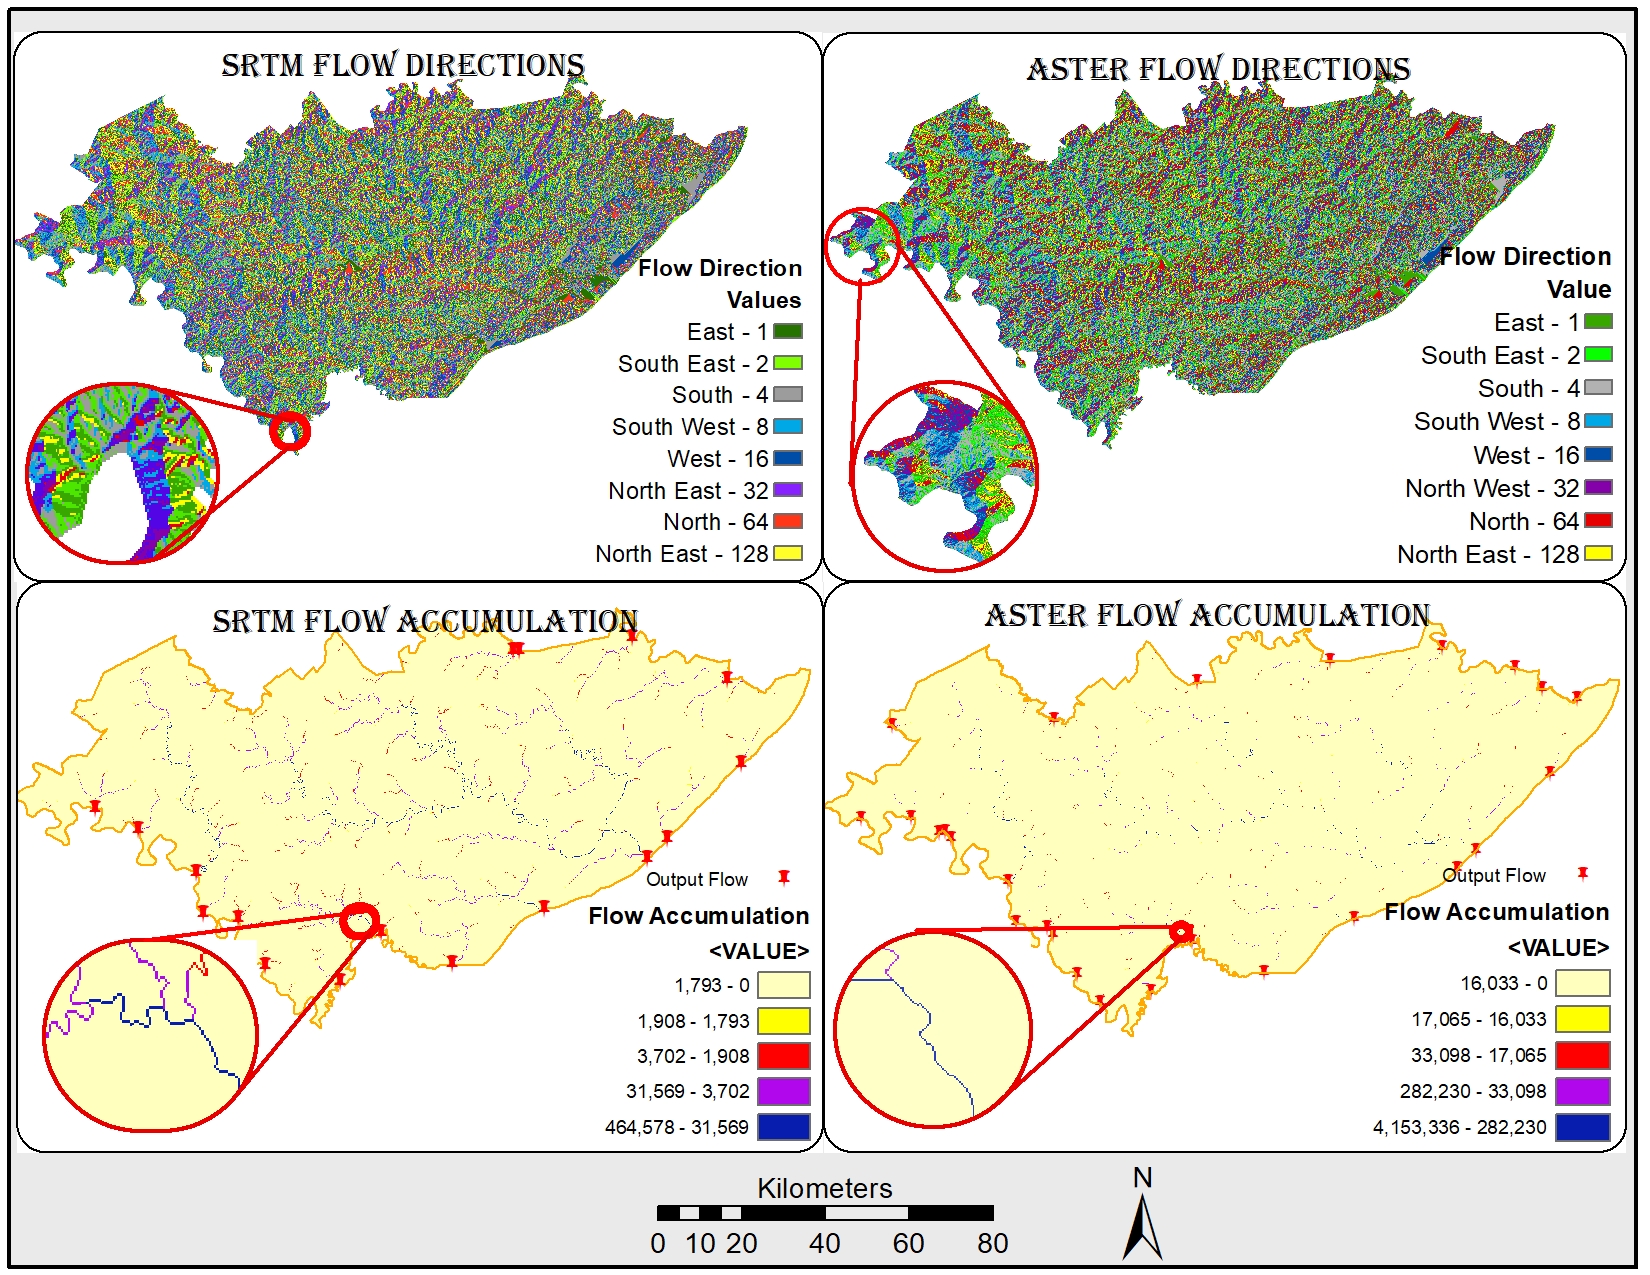 SRTM FLOW DIRECTIONS
Flow Direction
Values
East - 1
South East - 2
South - 4
South West - 8
West - 16
North East - 32
North - 64
North East - 128
ASTER FLOW DIRECTIONS
Flow Direction
Value
East - 1
South East - 2
South - 4
South West - 8
West - 16
North West - 32
North - 64
North East - 128
SRTM FLOW ACCUMULATION
Output Flow
Flow Accumulation
<VALUE>
1,793 - 0
1,908 - 1,793
3,702 - 1,908
31,569 - 3,702
464,578 - 31,569
ASTER FLOW ACCUMULATION
Output Flow
Flow Accumulation
<VALUE>
16,033 - 0
17,065 - 16,033
33,098 - 17,065
282,230 - 33,098
4,153,336 - 282,230
Kilometers
0 10 20 40 60 80
N